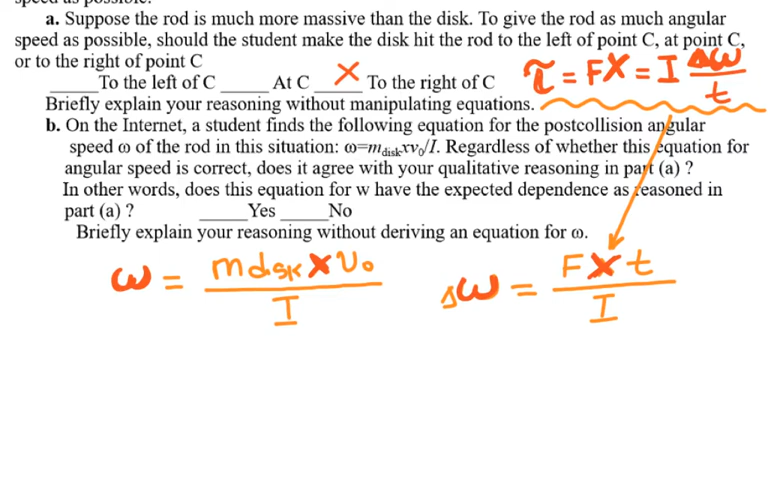 a. Suppose the rod is much more massive than the disk. To give the rod as much angular
speed as possible, should the student make the disk hit the rod to the left of point C, at point C,
or to the right of point C
_____To the left of C _____ At C __X__ To the right of C
τ = FX = I Δω/t
Briefly explain your reasoning without manipulating equations.
b. On the Internet, a student finds the following equation for the postcollision angular
speed ω of the rod in this situation: ω=m_disk xv₀/I. Regardless of whether this equation for
angular speed is correct, does it agree with your qualitative reasoning in part (a) ?
In other words, does this equation for w have the expected dependence as reasoned in
part (a) ? _____Yes _____No
Briefly explain your reasoning without deriving an equation for ω.
ω = mdsk X v₀ / I
Δω = FXt / I